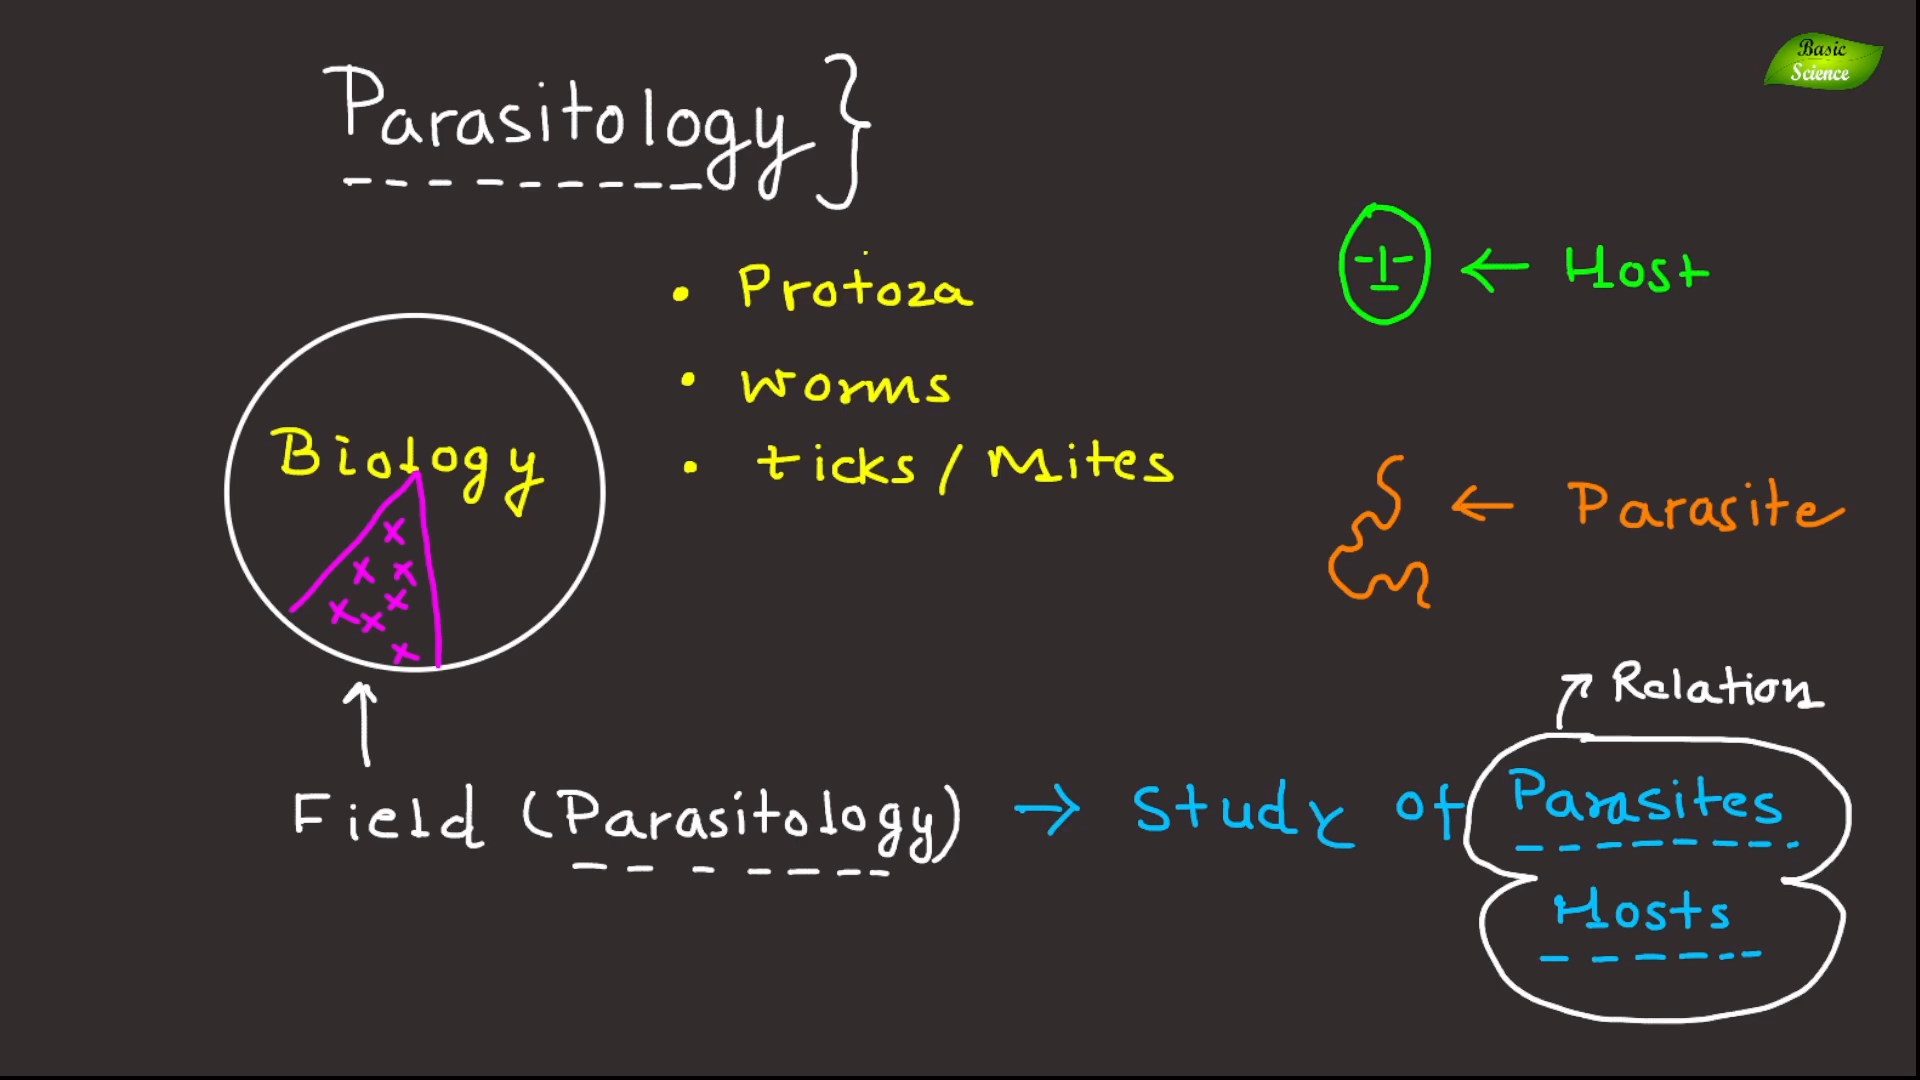 Basic
Science
Parasitology}
• Protoza
• Worms
• ticks / Mites
Biology
← Host
← Parasite
Relation
Field (Parasitology) → Study of Parasites
Hosts